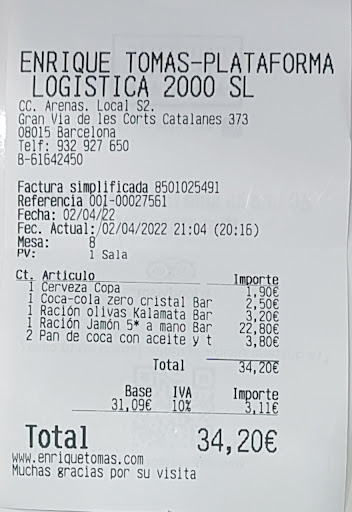 ENRIQUE TOMAS-PLATAFORMA
LOGISTICA 2000 SL
CC. Arenas. Local S2.
Gran Via de les Corts Catalanes 373
08015 Barcelona
Telf: 932 927 650
B-61642450
Factura simplificada 8501025491
Referencia 001-00027561
Fecha: 02/04/22
Fec. Actual:/02/04/2022 21:04 (20:16)
Mesa: 8
PV: 1 Sala
Ct. Articulo Importe
1 Cerveza Copa 1,90€
1 Coca-cola zero cristal Bar 2,50€
1 Ración olivas Kalamata Bar 3,20€
1 Ración Jamón 5* a mano Bar 22,80€
2 Pan de coca con aceite y t 3,80€
Total 34,20€
Base IVA Importe
31,09€ 10% 3,11€
Total 34,20€
www.enriquetomas.com
Muchas gracias por su visita